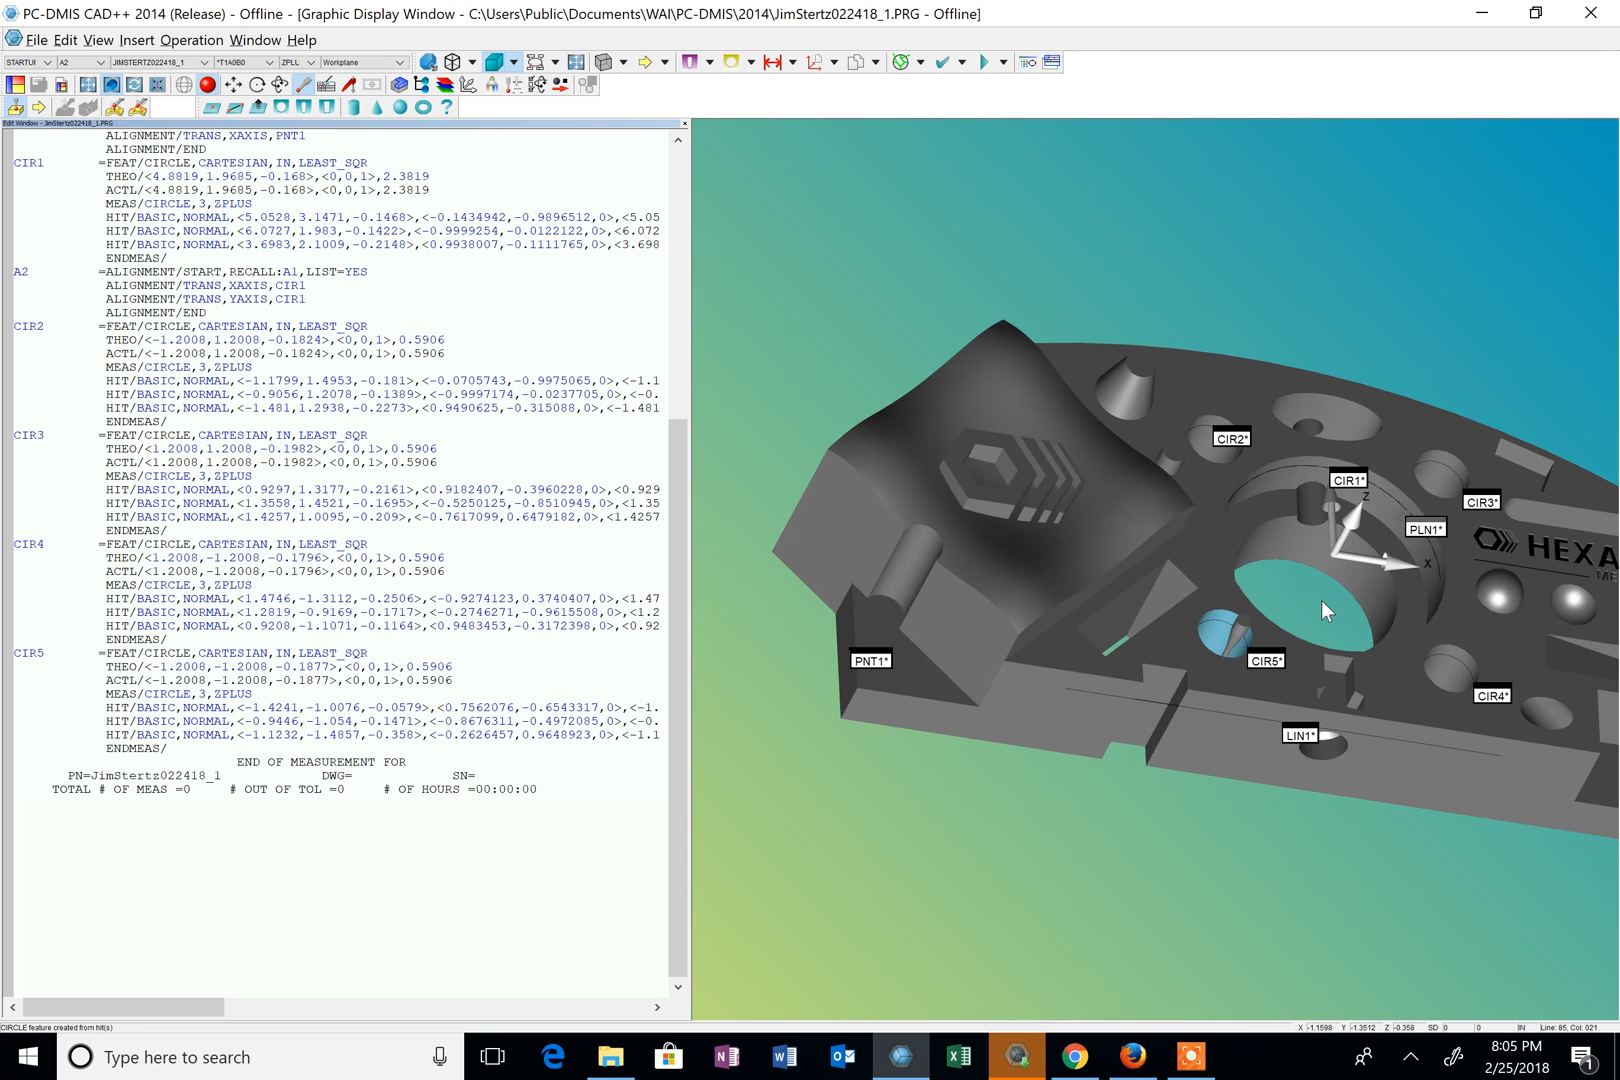 PC-DMIS CAD++ 2014 (Release) - Offline - [Graphic Display Window - C:\Users\Public\Documents\WAI\PC-DMIS\2014\JimStertz022418_1.PRG - Offline]
File Edit View Insert Operation Window Help
STARTUP A2 JIMSTERTZ022418_1 *T1A0B0 ZPLU Workplane
Edit Window - JimStertz022418_1.PRG
ALIGNMENT/TRANS,XAXIS,PNT1
ALIGNMENT/END
CIR1 =FEAT/CIRCLE,CARTESIAN,IN,LEAST_SQR
THEO/<4.8819,1.9685,-0.168>,<0,0,1>,2.3819
ACTL/<4.8819,1.9685,-0.168>,<0,0,1>,2.3819
MEAS/CIRCLE,3,ZPLUS
HIT/BASIC,NORMAL,<5.0528,3.1471,-0.1468>,<-0.1434942,-0.9896512,0>,<5.05
HIT/BASIC,NORMAL,<6.0727,1.983,-0.1422>,<-0.9999254,-0.0122122,0>,<6.072
HIT/BASIC,NORMAL,<3.6983,2.1009,-0.2148>,<0.9938007,-0.1111765,0>,<3.698
ENDMEAS/
A2 =ALIGNMENT/START,RECALL:A1,LIST=YES
ALIGNMENT/TRANS,XAXIS,CIR1
ALIGNMENT/TRANS,YAXIS,CIR1
ALIGNMENT/END
CIR2 =FEAT/CIRCLE,CARTESIAN,IN,LEAST_SQR
THEO/<-1.2008,1.2008,-0.1824>,<0,0,1>,0.5906
ACTL/<-1.2008,1.2008,-0.1824>,<0,0,1>,0.5906
MEAS/CIRCLE,3,ZPLUS
HIT/BASIC,NORMAL,<-1.1799,1.4953,-0.181>,<-0.0705743,-0.9975065,0>,<-1.1
HIT/BASIC,NORMAL,<-0.9056,1.2078,-0.1389>,<-0.9997174,-0.0237705,0>,<-0.
HIT/BASIC,NORMAL,<-1.481,1.2938,-0.2273>,<0.9490625,-0.315088,0>,<-1.481
ENDMEAS/
CIR3 =FEAT/CIRCLE,CARTESIAN,IN,LEAST_SQR
THEO/<1.2008,1.2008,-0.1982>,<0,0,1>,0.5906
ACTL/<1.2008,1.2008,-0.1982>,<0,0,1>,0.5906
MEAS/CIRCLE,3,ZPLUS
HIT/BASIC,NORMAL,<0.9297,1.3177,-0.2161>,<0.9182407,-0.3960228,0>,<0.929
HIT/BASIC,NORMAL,<1.3558,1.4521,-0.1695>,<-0.5250125,-0.8510945,0>,<1.35
HIT/BASIC,NORMAL,<1.4257,1.0095,-0.209>,<-0.7617099,0.6479182,0>,<1.4257
ENDMEAS/
CIR4 =FEAT/CIRCLE,CARTESIAN,IN,LEAST_SQR
THEO/<1.2008,-1.2008,-0.1796>,<0,0,1>,0.5906
ACTL/<1.2008,-1.2008,-0.1796>,<0,0,1>,0.5906
MEAS/CIRCLE,3,ZPLUS
HIT/BASIC,NORMAL,<1.4746,-1.3112,-0.2506>,<-0.9274123,0.3740407,0>,<1.47
HIT/BASIC,NORMAL,<1.2819,-0.9169,-0.1717>,<-0.2746271,-0.9615508,0>,<1.2
HIT/BASIC,NORMAL,<0.9208,-1.1071,-0.1164>,<0.9483453,-0.3172398,0>,<0.92
ENDMEAS/
CIR5 =FEAT/CIRCLE,CARTESIAN,IN,LEAST_SQR
THEO/<-1.2008,-1.2008,-0.1877>,<0,0,1>,0.5906
ACTL/<-1.2008,-1.2008,-0.1877>,<0,0,1>,0.5906
MEAS/CIRCLE,3,ZPLUS
HIT/BASIC,NORMAL,<-1.4241,-1.0076,-0.0579>,<0.7562076,-0.6543317,0>,<-1.
HIT/BASIC,NORMAL,<-0.9446,-1.054,-0.1471>,<-0.8676311,-0.4972085,0>,<-0.
HIT/BASIC,NORMAL,<-1.1232,-1.4857,-0.358>,<-0.2626457,0.9648923,0>,<-1.1
ENDMEAS/
END OF MEASUREMENT FOR
PN=JimStertz022418_1 DWG= SN=
TOTAL # OF MEAS =0 # OUT OF TOL =0 # OF HOURS =00:00:00
CIR2*
CIR1*
Z
CIR3*
PLN1*
X
HEXA
ME
PNT1*
CIR5*
CIR4*
LIN1*
CIRCLE feature created from hit(s)
X -1.1598 Y -1.3512 Z -0.358 SD 0 0 IN Line: 85, Col: 021
Type here to search
8:05 PM
2/25/2018
1